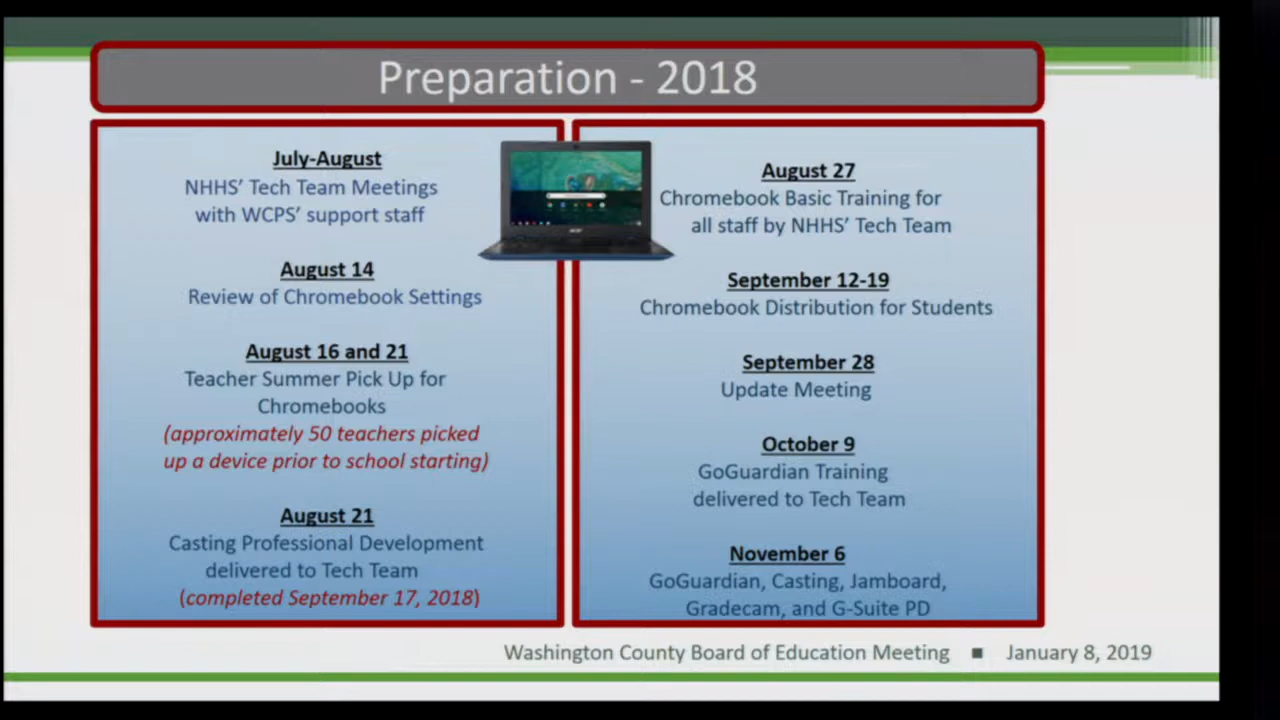 Preparation - 2018
July-August
NHHS’ Tech Team Meetings
with WCPS’ support staff
August 14
Review of Chromebook Settings
August 16 and 21
Teacher Summer Pick Up for
Chromebooks
(approximately 50 teachers picked
up a device prior to school starting)
August 21
Casting Professional Development
delivered to Tech Team
(completed September 17, 2018)
August 27
Chromebook Basic Training for
all staff by NHHS’ Tech Team
September 12-19
Chromebook Distribution for Students
September 28
Update Meeting
October 9
GoGuardian Training
delivered to Tech Team
November 6
GoGuardian, Casting, Jamboard,
Gradecam, and G-Suite PD
Washington County Board of Education Meeting ■ January 8, 2019